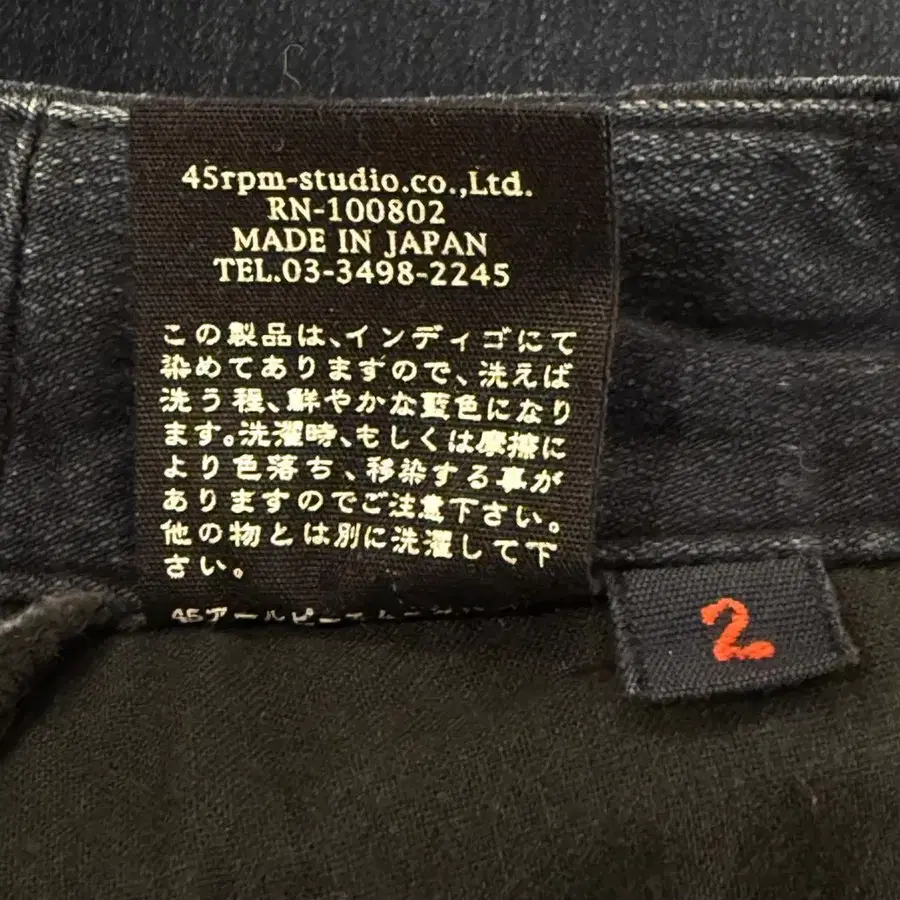 45rpm-studio.co.,Ltd.
RN-100802
MADE IN JAPAN
TEL.03-3498-2245
この製品は、インディゴにて
染めてありますので、洗えば
洗う程、鮮やかな藍色になり
ます。洗濯時、もしくは摩擦に
より色落ち、移染する事が
ありますのでご注意下さい。
他の物とは別に洗濯して下
さい。
2